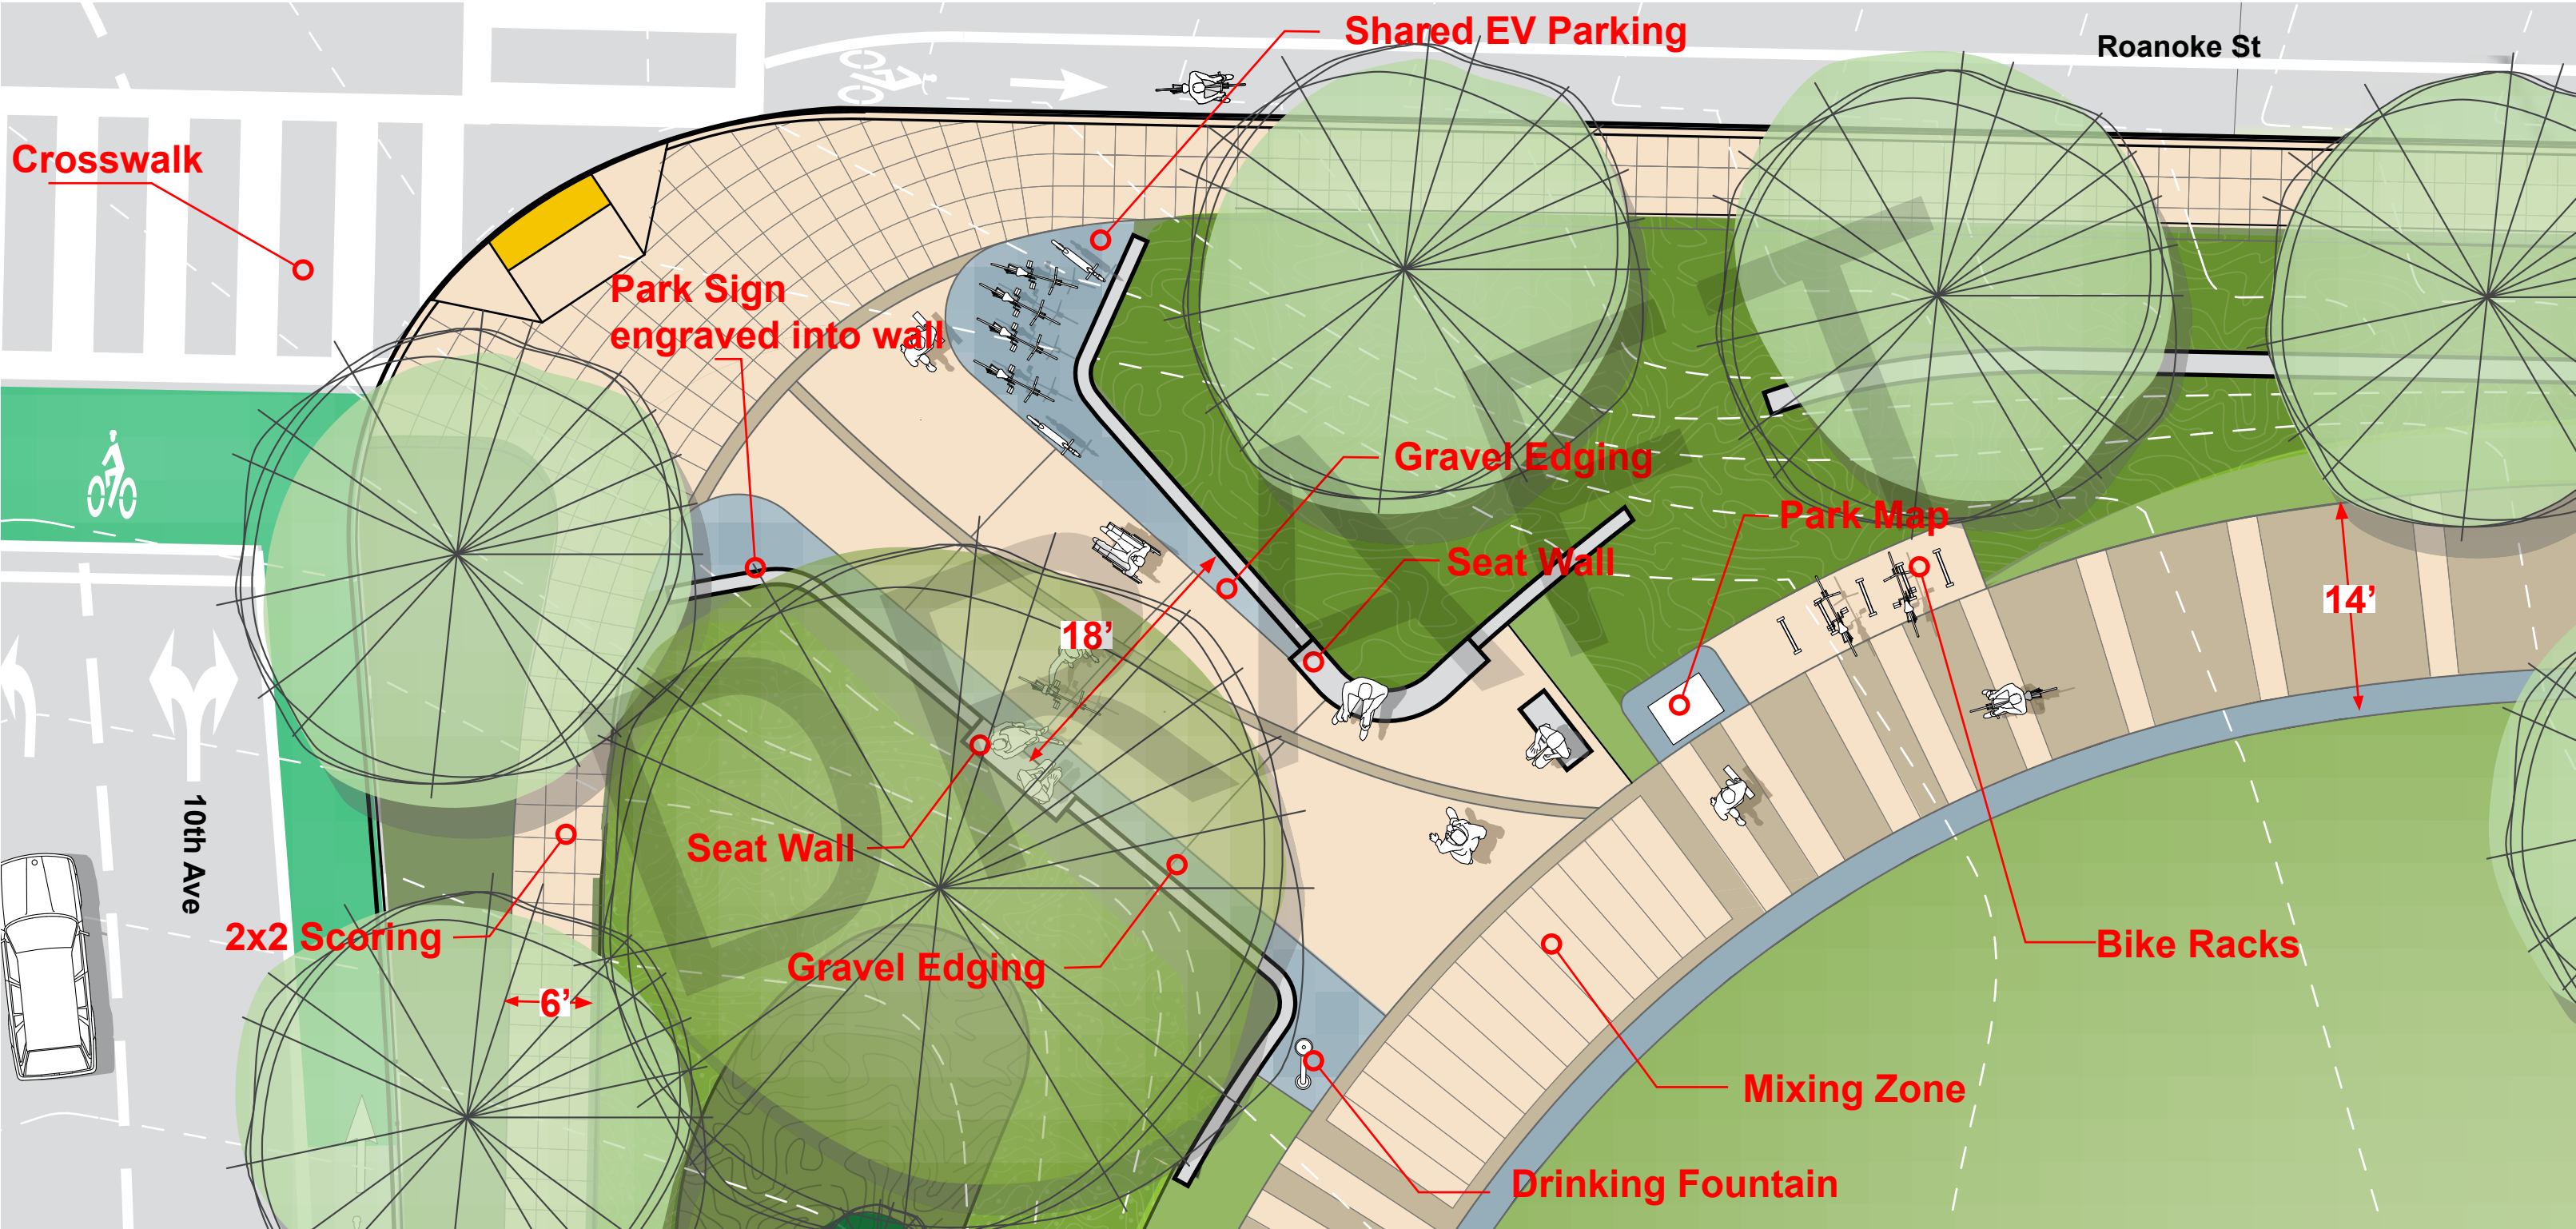 Shared EV Parking
Roanoke St
Crosswalk
Park Sign
engraved into wall
Gravel Edging
Park Map
Seat Wall
14’
18’
10th Ave
Seat Wall
2x2 Scoring
Gravel Edging
Bike Racks
6’
Mixing Zone
Drinking Fountain
DRAFT